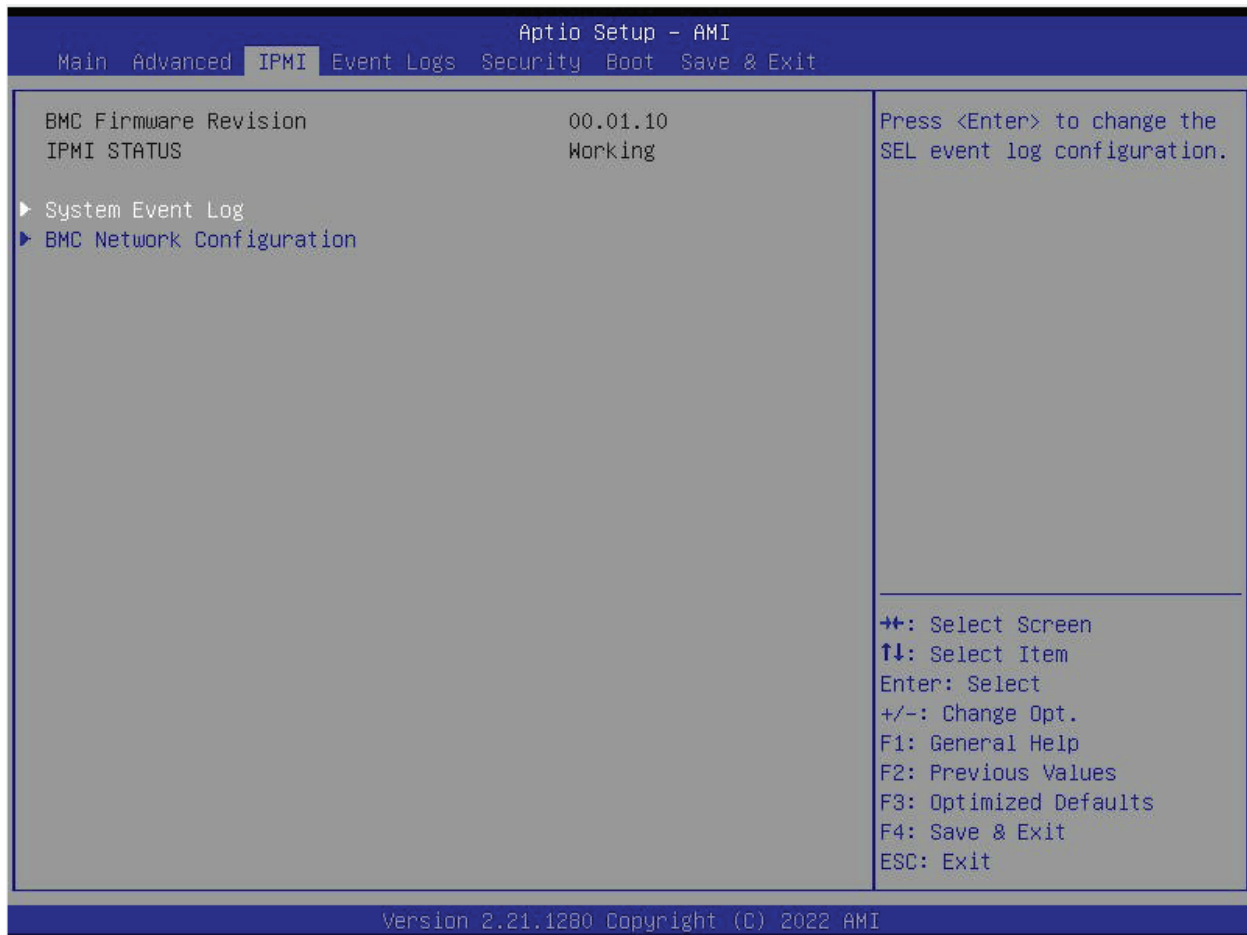 Aptio Setup - AMI
Main Advanced IPMI Event Logs Security Boot Save & Exit
BMC Firmware Revision 00.01.10
IPMI STATUS Working
▶ System Event Log
▶ BMC Network Configuration
Press <Enter> to change the
SEL event log configuration.
→←: Select Screen
↑↓: Select Item
Enter: Select
+/-: Change Opt.
F1: General Help
F2: Previous Values
F3: Optimized Defaults
F4: Save & Exit
ESC: Exit
Version 2.21.1280 Copyright (C) 2022 AMI